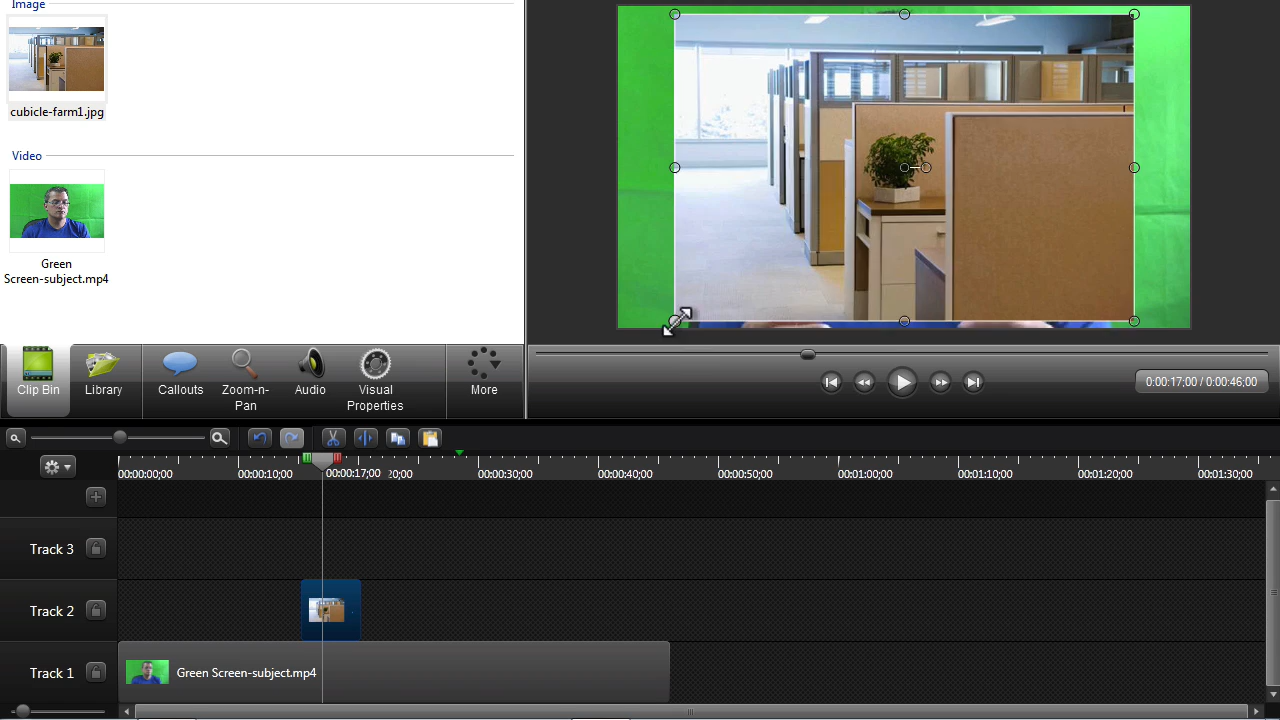 Image
cubicle-farm1.jpg
Video
Green
Screen-subject.mp4
Clip Bin
Library
Callouts
Zoom-n-
Pan
Audio
Visual
Properties
More
0:00:17;00 / 0:00:46;00
00:00:00;00 00:00:10;00 00:00:17;00 :20;00 00:00:30;00 00:00:40;00 00:00:50;00 00:01:00;00 00:01:10;00 00:01:20;00 00:01:30;00
Track 3
Track 2
Track 1
Green Screen-subject.mp4